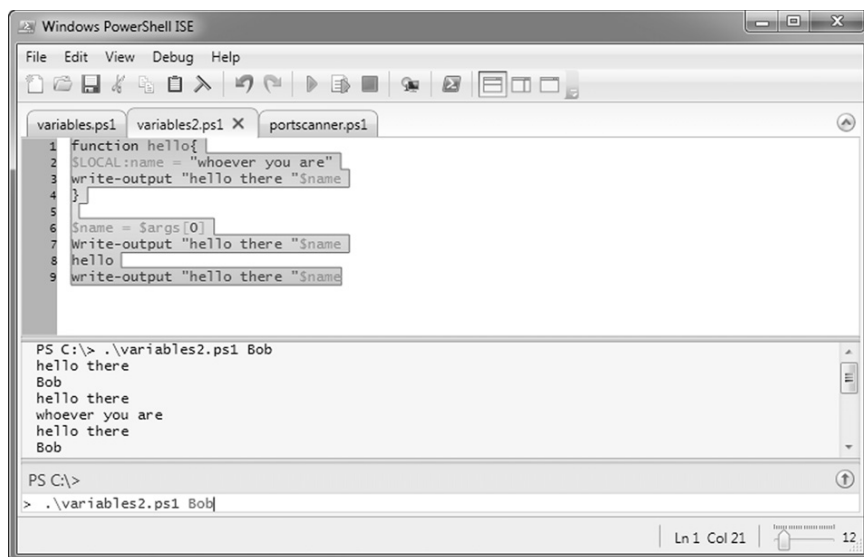 Windows PowerShell ISE
File Edit View Debug Help
variables.ps1 variables2.ps1 portscanner.ps1
1 function hello{
2 $LOCAL:name = "whoever you are"
3 write-output "hello there "$name
4 }
5
6 $name = $args[0]
7 Write-output "hello there "$name
8 hello
9 write-output "hello there "$name
PS C:\> .\variables2.ps1 Bob
hello there
Bob
hello there
whoever you are
hello there
Bob
PS C:\>
> .\variables2.ps1 Bob
Ln 1 Col 21 12